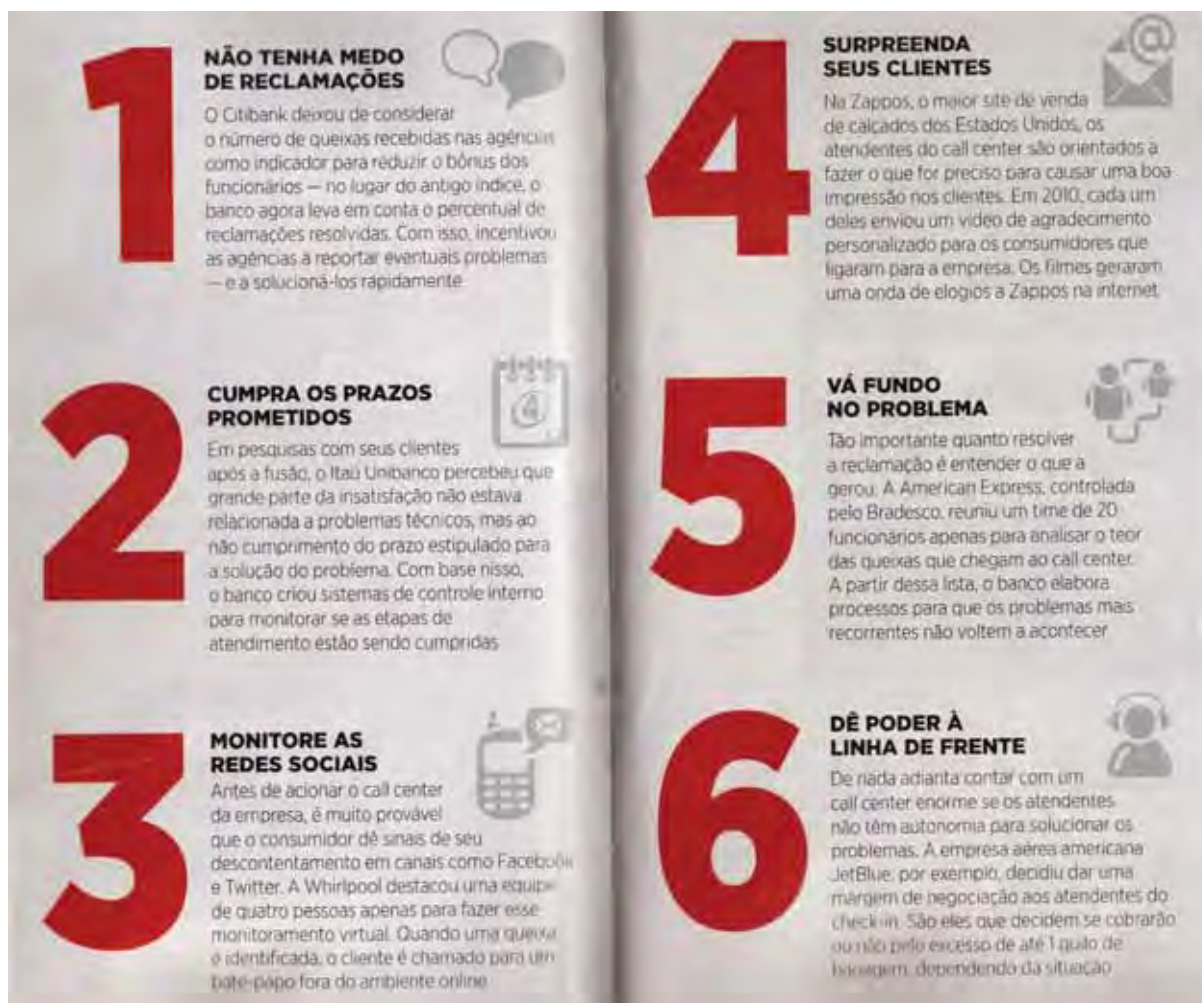 1
NÃO TENHA MEDO
DE RECLAMAÇÕES
O Citibank deixou de considerar
o número de queixas recebidas nas agências
como indicador para reduzir o bônus dos
funcionários — no lugar do antigo índice, o
banco agora leva em conta o percentual de
reclamações resolvidas. Com isso, incentivou
as agências a reportar eventuais problemas
— e a solucioná-los rapidamente
2
CUMPRA OS PRAZOS
PROMETIDOS
4
Em pesquisas com seus clientes
após a fusão, o Itaú Unibanco percebeu que
grande parte da insatisfação não estava
relacionada a problemas técnicos, mas ao
não cumprimento do prazo estipulado para
a solução do problema. Com base nisso,
o banco criou sistemas de controle interno
para monitorar se as etapas de
atendimento estão sendo cumpridas
3
MONITORE AS
REDES SOCIAIS
Antes de acionar o call center
da empresa, é muito provável
que o consumidor dê sinais de seu
descontentamento em canais como Facebook
e Twitter. A Whirlpool destacou uma equipe
de quatro pessoas apenas para fazer esse
monitoramento virtual. Quando uma queixa
é identificada, o cliente é chamado para um
bate-papo fora do ambiente online
4
SURPREENDA
SEUS CLIENTES
@
Na Zappos, o maior site de venda
de calçados dos Estados Unidos, os
atendentes do call center são orientados a
fazer o que for preciso para causar uma boa
impressão nos clientes. Em 2010, cada um
deles enviou um vídeo de agradecimento
personalizado para os consumidores que
ligaram para a empresa. Os filmes geraram
uma onda de elogios a Zappos na internet
5
VÁ FUNDO
NO PROBLEMA
Tão importante quanto resolver
a reclamação é entender o que a
gerou. A American Express, controlada
pelo Bradesco, reuniu um time de 20
funcionários apenas para analisar o teor
das queixas que chegam ao call center.
A partir dessa lista, o banco elabora
processos para que os problemas mais
recorrentes não voltem a acontecer
6
DÊ PODER À
LINHA DE FRENTE
De nada adianta contar com um
call center enorme se os atendentes
não têm autonomia para solucionar os
problemas. A empresa aérea americana
JetBlue, por exemplo, decidiu dar uma
margem de negociação aos atendentes do
check-in. São eles que decidem se cobrarão
ou não pelo excesso de até 1 quilo de
bagagem, dependendo da situação